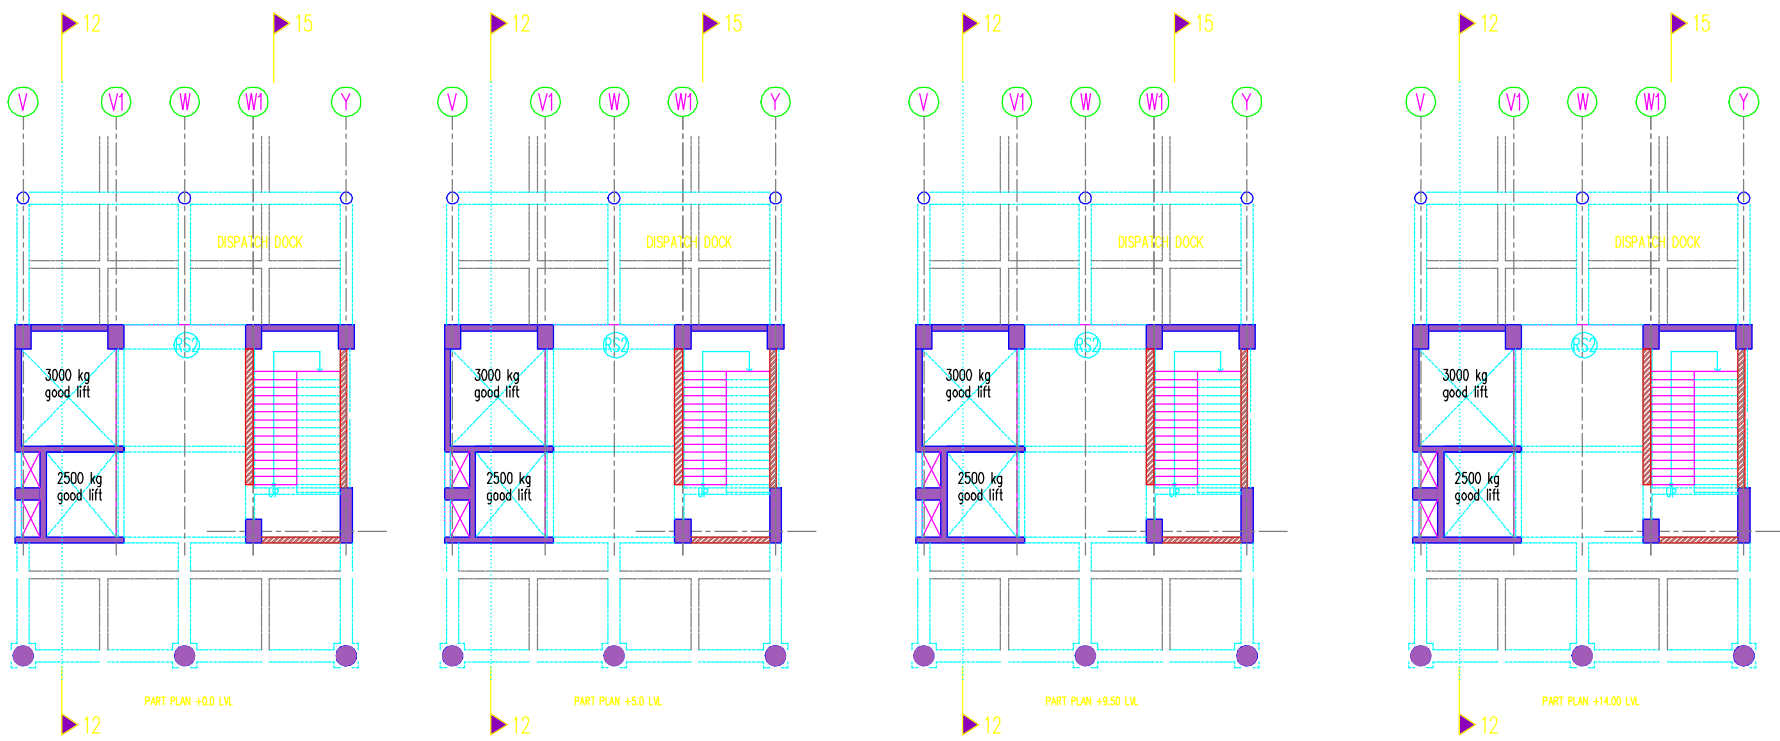 12 15 12 15 12 15 12 15
V V1 W W1 Y V V1 W W1 Y V V1 W W1 Y V V1 W W1 Y
DISPATCH DOCK DISPATCH DOCK DISPATCH DOCK DISPATCH DOCK
RS2 RS2 RS2 RS2
3000 kg 3000 kg 3000 kg 3000 kg
good lift good lift good lift good lift
2500 kg 2500 kg 2500 kg 2500 kg
good lift good lift good lift good lift
UP UP UP UP
PART PLAN +0.0 LVL PART PLAN +5.0 LVL PART PLAN +9.50 LVL PART PLAN +14.00 LVL
12 12 12 12